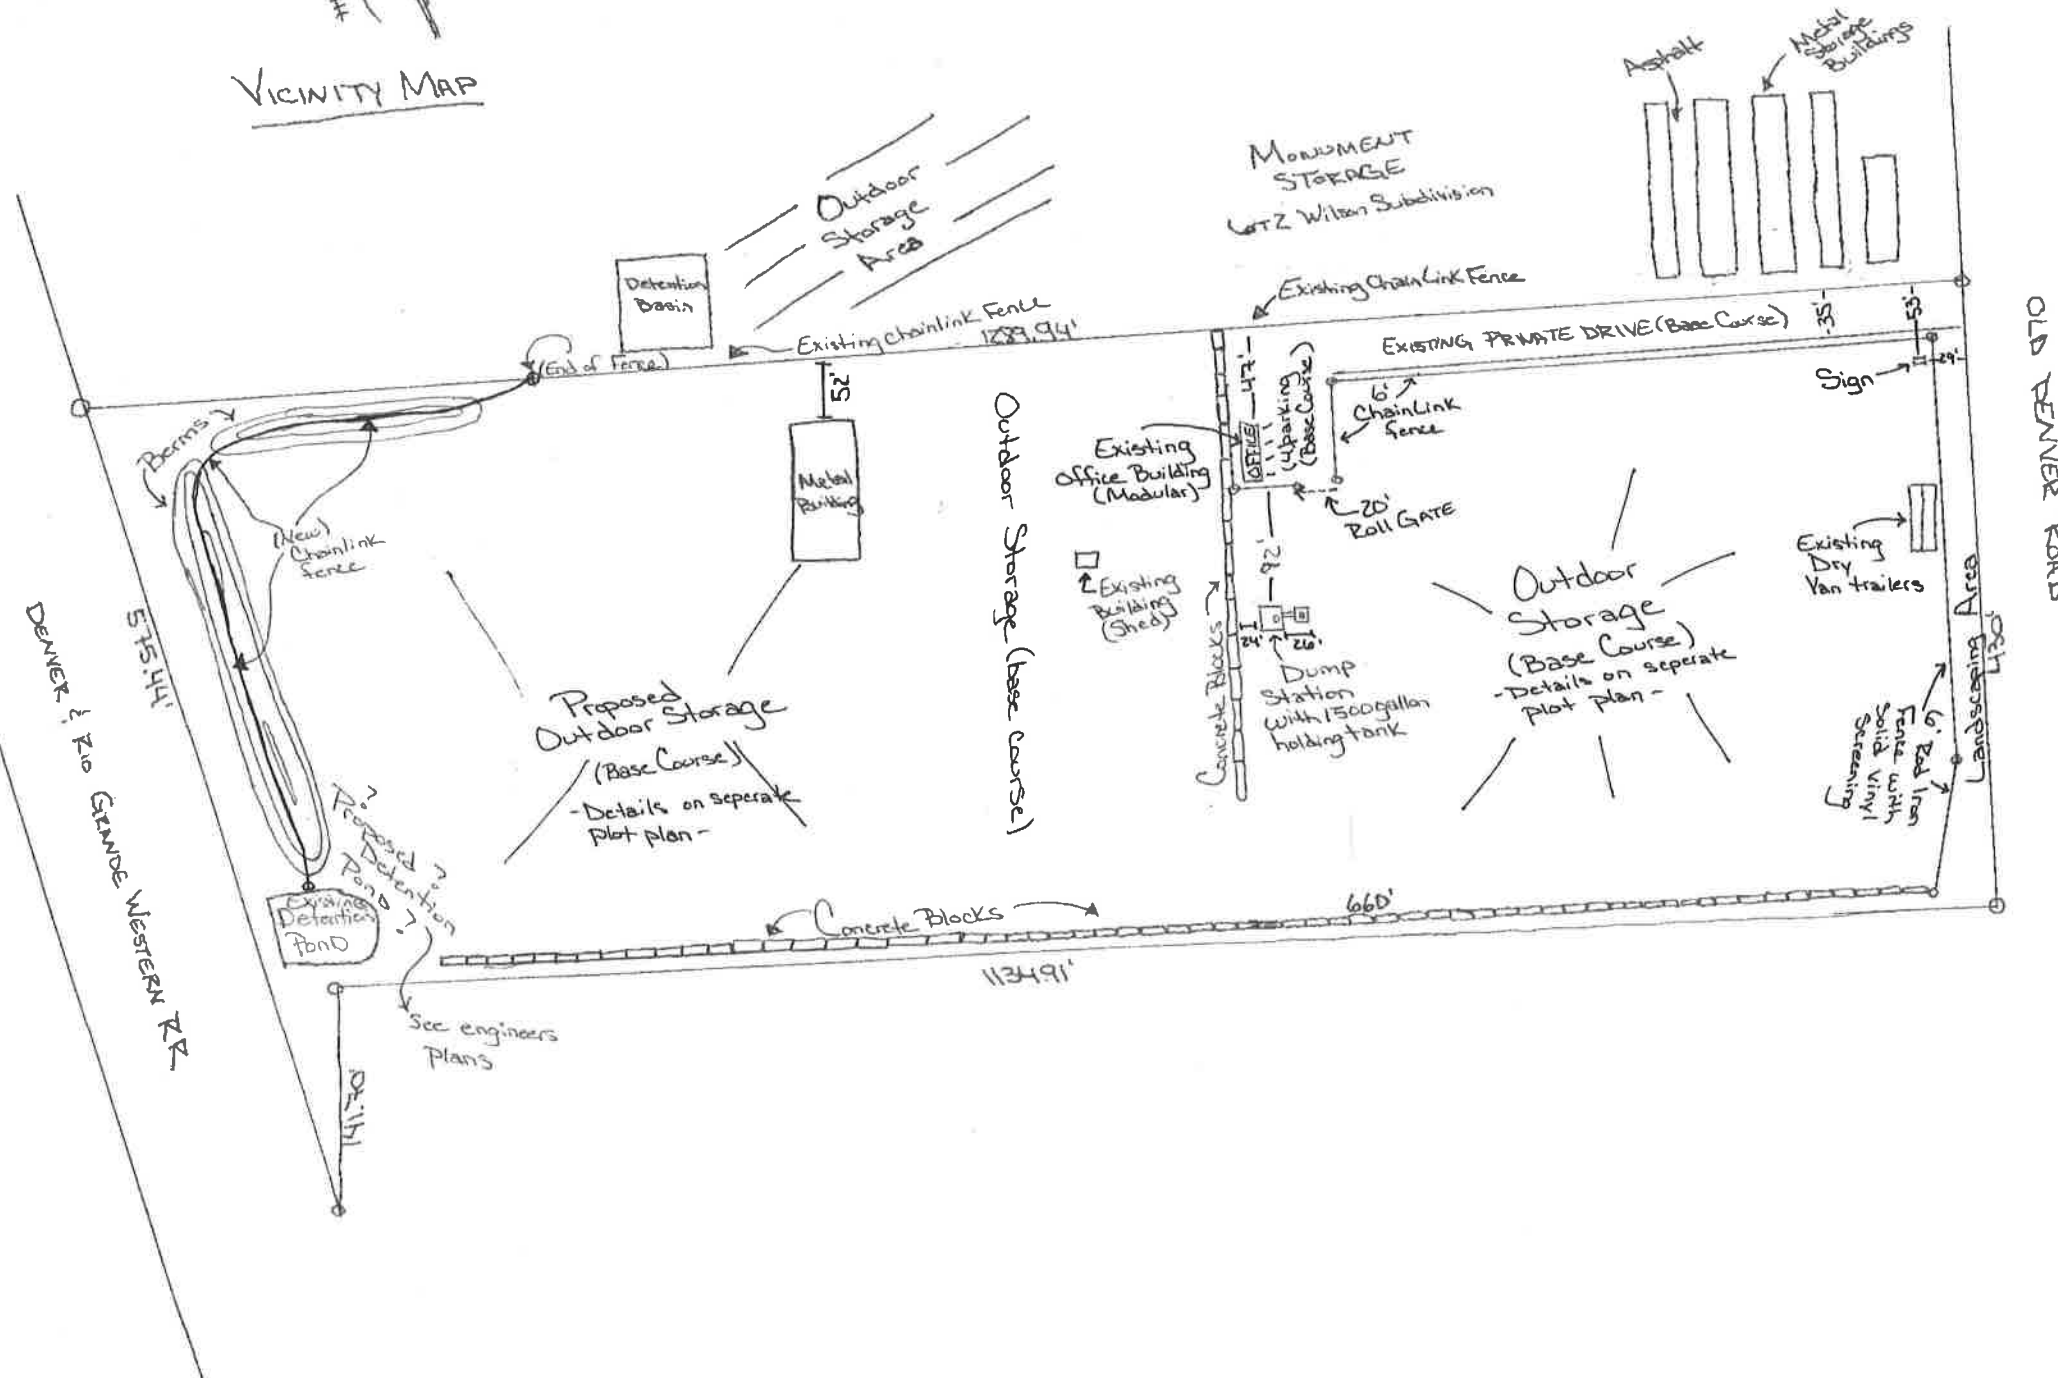 #
VICINITY MAP
Asphalt
Metal
Storage
Buildings
MONUMENT
STORAGE
LOT 2 Wilson Subdivision
Outdoor
Storage
Area
Detention
Basin
(End of Fence)
Existing Chainlink Fence
1289.94'
Existing Chain Link Fence
EXISTING PRIVATE DRIVE (Base Course)
-35'-
-53'-
29'
Sign
OLD DENVER ROAD
Berms
(New)
Chainlink
fence
52'
Metal
Building
Outdoor Storage (base course)
Existing
Office Building
(Modular)
OFFICE
-47'-
(4) parking
(Base Course)
6'
ChainLink
fence
20'
Roll GATE
92'
Existing
Building
(Shed)
Concrete Blocks
24'
26'
Dump
Station
with 1500 gallon
holding tank
Outdoor
Storage
(Base Course)
-Details on seperate
plot plan-
Existing
Dry
Van trailers
Landscaping Area
430'
6' Rod Iron
Fence with
Solid Vinyl
Screening
575.44'
DENVER & RIO GRANDE WESTERN RR
Proposed
Outdoor Storage
(Base Course)
-Details on seperate
plot plan-
? Proposed ?
Detention
Pond ?
?
Existing
Detention
PonD
Concrete Blocks
660'
1134.91'
See engineers
Plans
141.70'